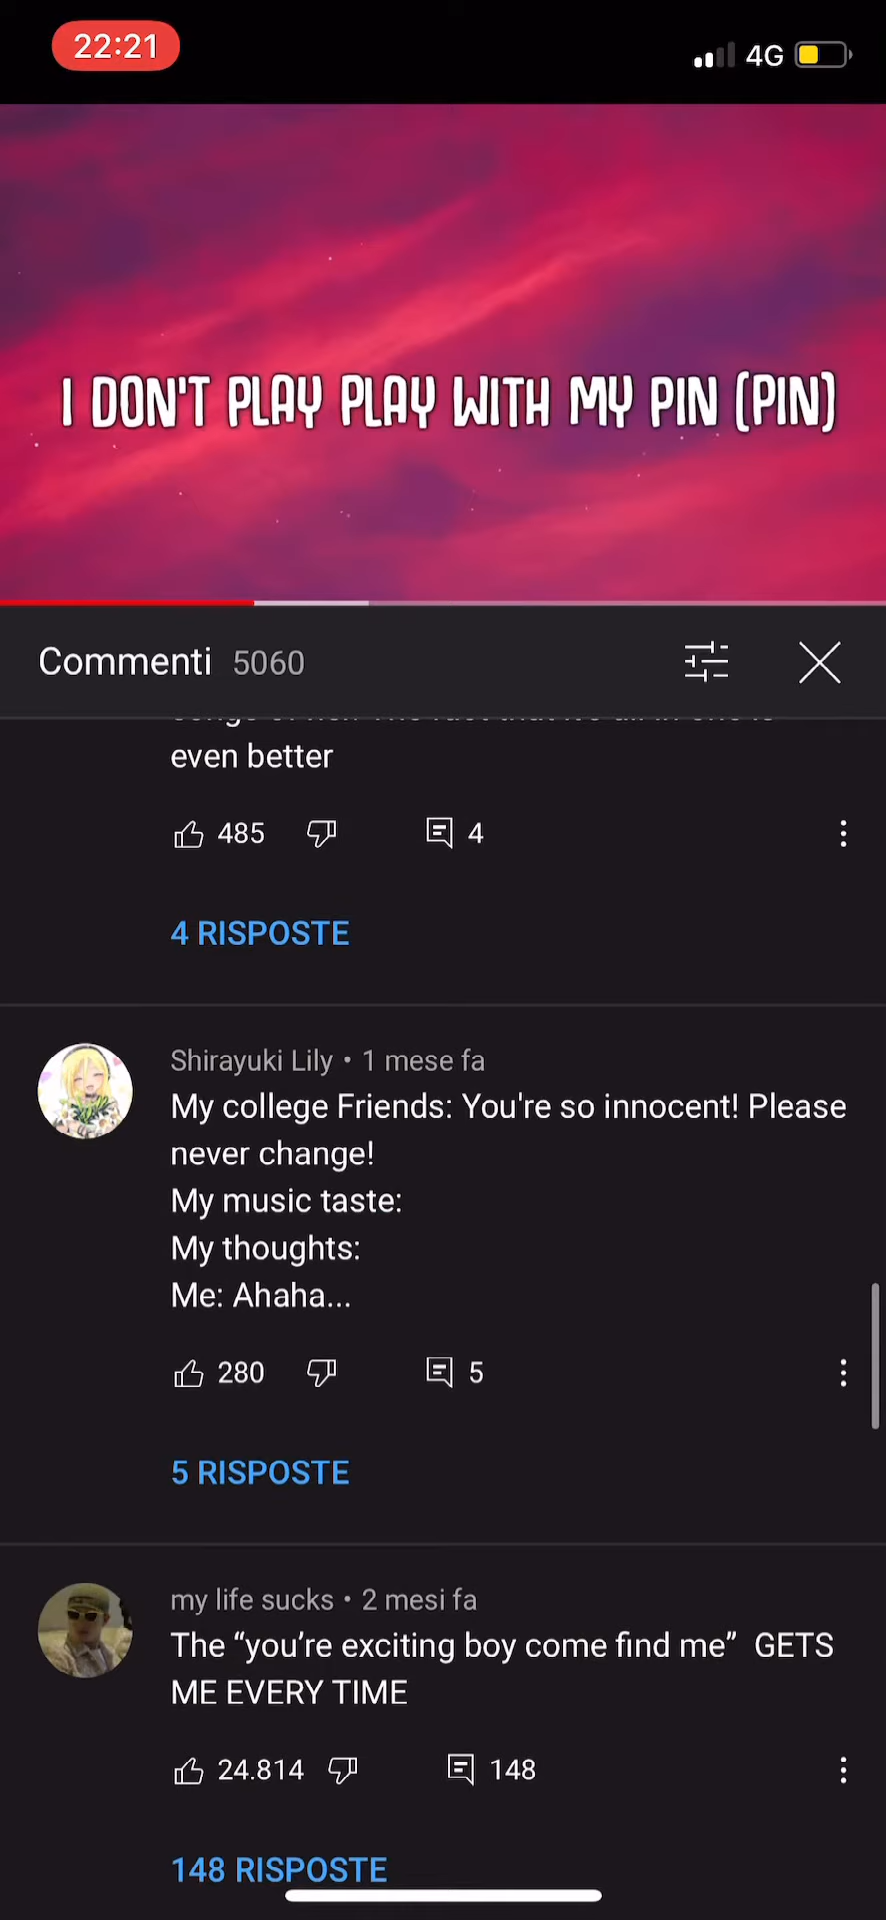 22:21
4G
I DON'T PLAY PLAY WITH MY PIN (PIN)
Commenti 5060
even better
485 4
4 RISPOSTE
Shirayuki Lily • 1 mese fa
My college Friends: You're so innocent! Please
never change!
My music taste:
My thoughts:
Me: Ahaha...
280 5
5 RISPOSTE
my life sucks • 2 mesi fa
The “you’re exciting boy come find me”  GETS
ME EVERY TIME
24.814 148
148 RISPOSTE